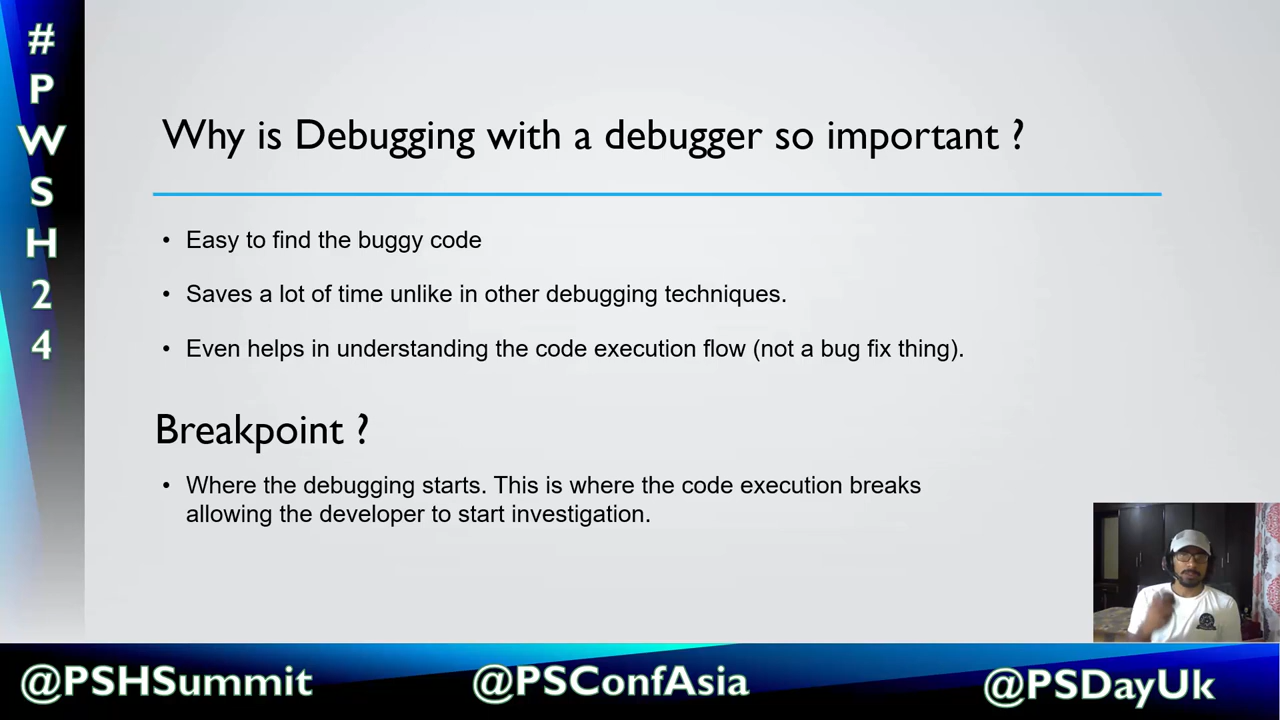 #PWSH24
Why is Debugging with a debugger so important ?
• Easy to find the buggy code
• Saves a lot of time unlike in other debugging techniques.
• Even helps in understanding the code execution flow (not a bug fix thing).
Breakpoint ?
• Where the debugging starts. This is where the code execution breaks
allowing the developer to start investigation.
@PSHSummit
@PSConfAsia
@PSDayUk